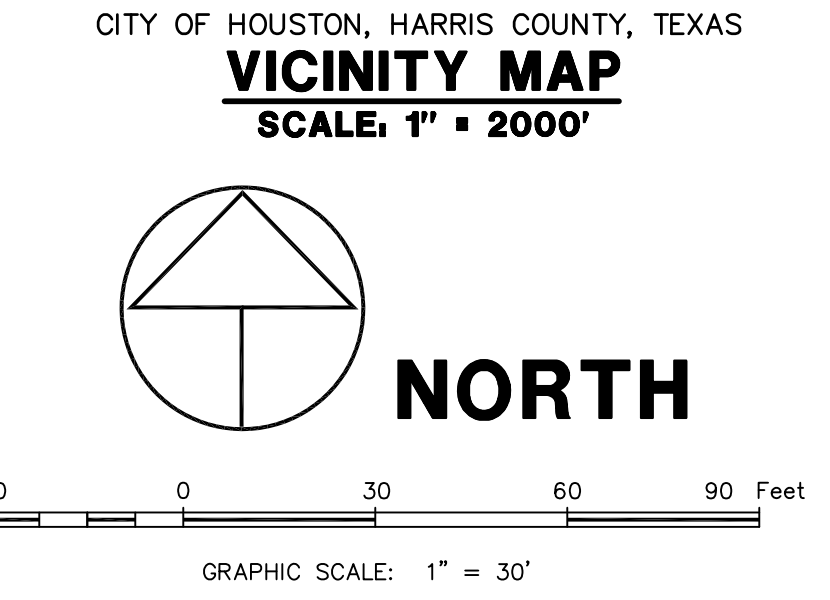 CITY OF HOUSTON, HARRIS COUNTY, TEXAS
VICINITY MAP
SCALE: 1" = 2000'
NORTH
0 0 30 60 90 Feet
GRAPHIC SCALE: 1" = 30'